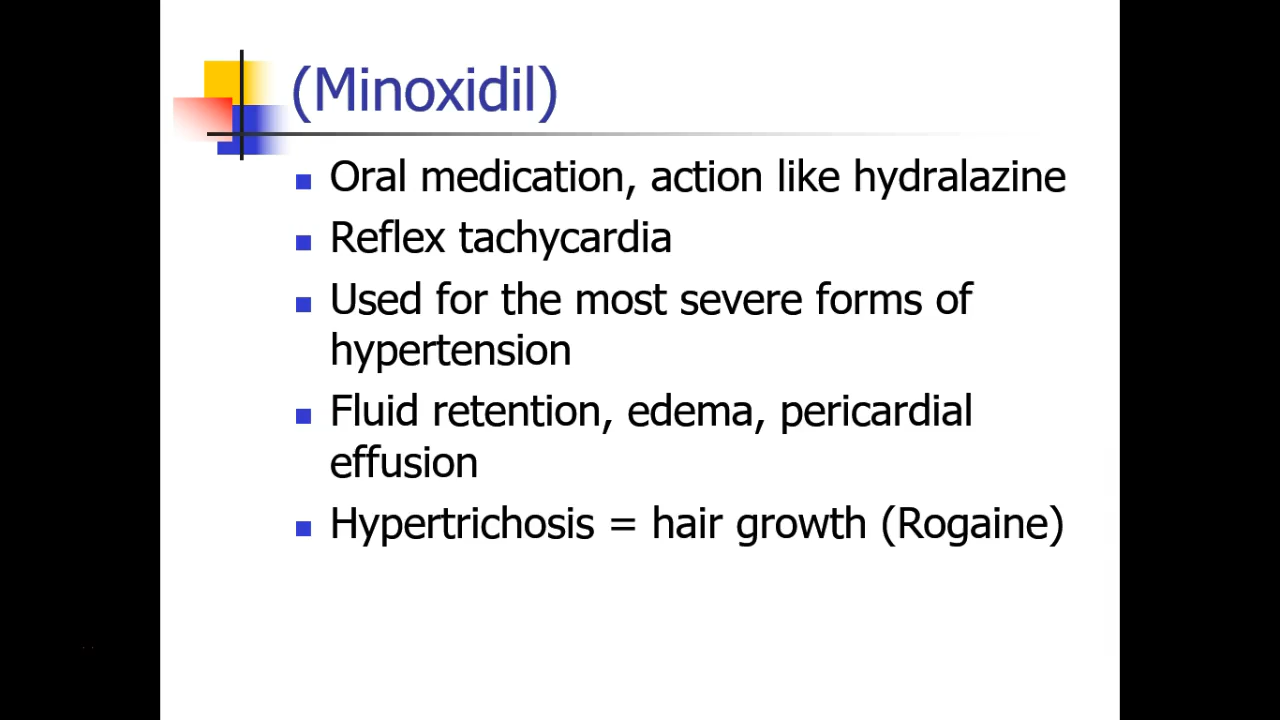 (Minoxidil)
Oral medication, action like hydralazine
Reflex tachycardia
Used for the most severe forms of
hypertension
Fluid retention, edema, pericardial
effusion
Hypertrichosis = hair growth (Rogaine)